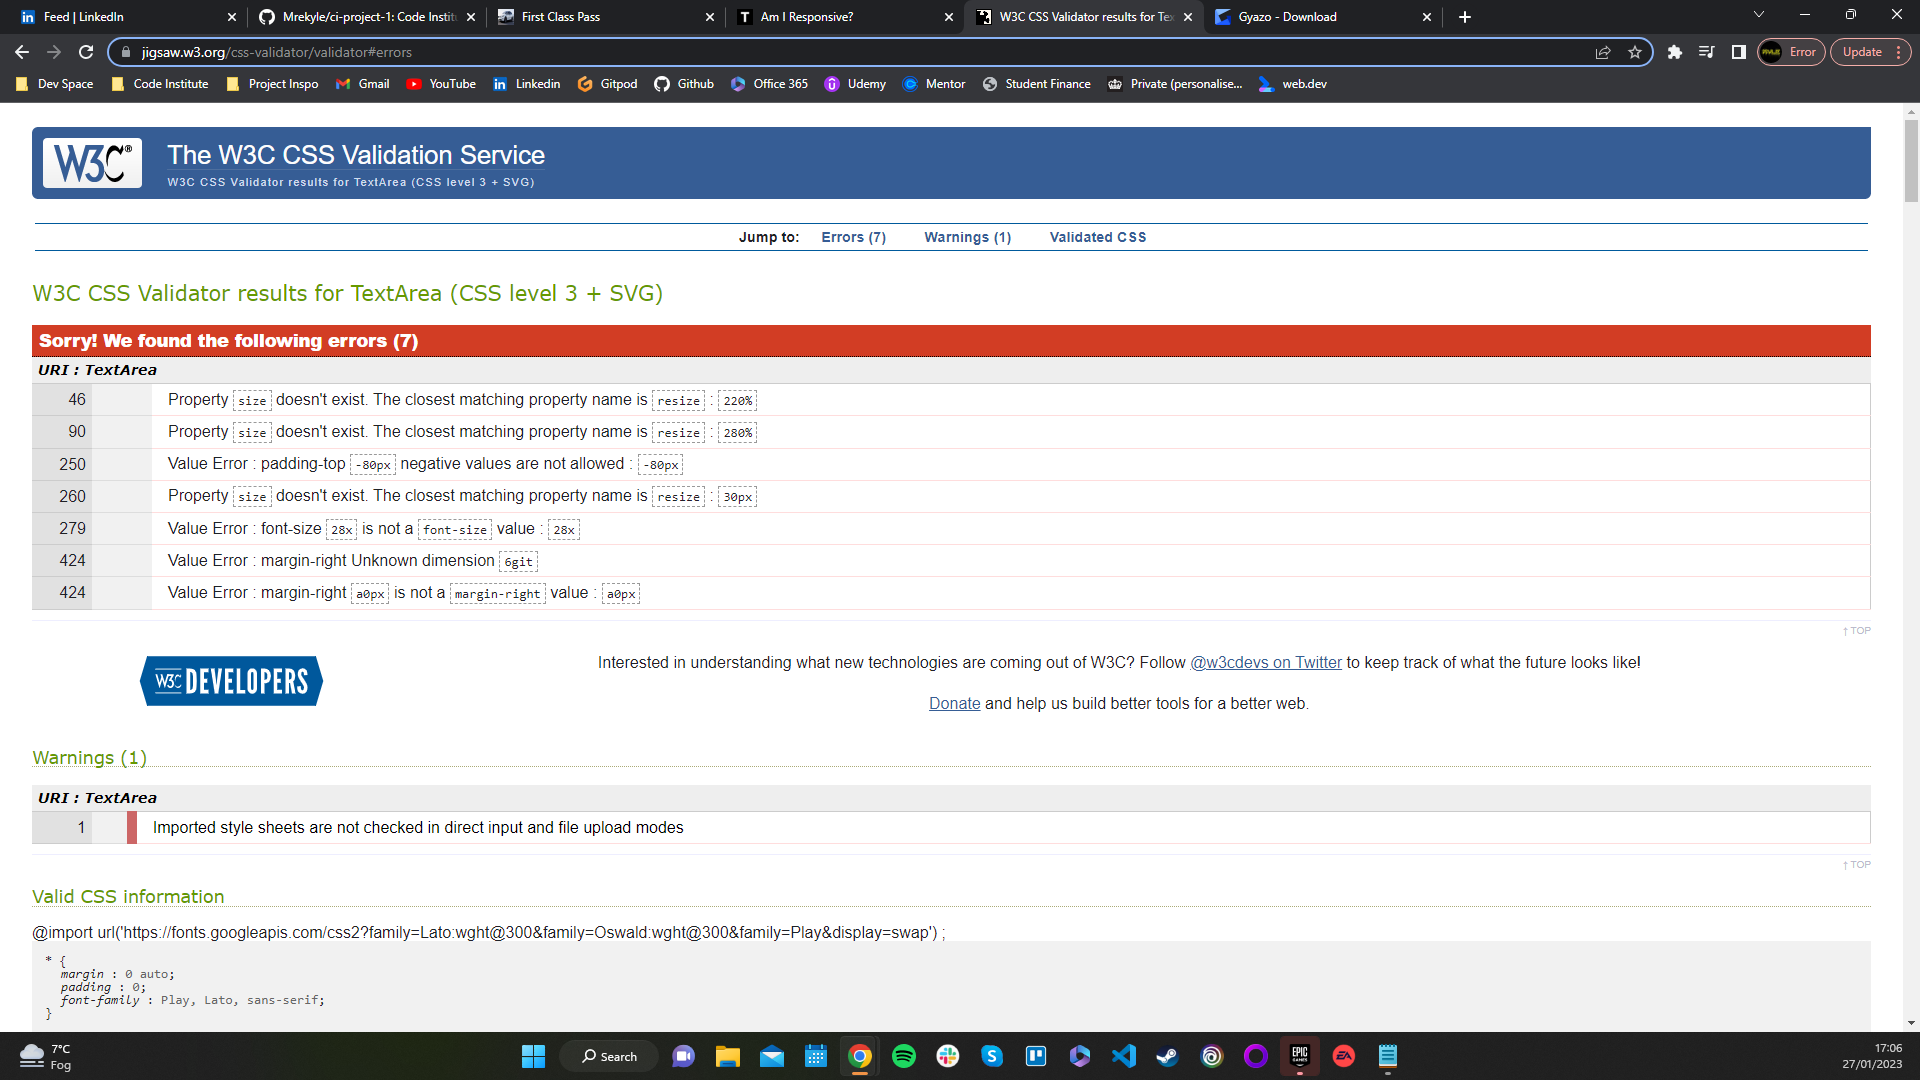 Feed | LinkedIn
Mrekyle/ci-project-1: Code Institu
First Class Pass
Am I Responsive?
W3C CSS Validator results for Tex
Gyazo - Download
jigsaw.w3.org/css-validator/validator#errors
Error
Update
Dev Space
Code Institute
Project Inspo
Gmail
YouTube
Linkedin
Gitpod
Github
Office 365
Udemy
Mentor
Student Finance
Private (personalise...
web.dev
W3C®
The W3C CSS Validation Service
W3C CSS Validator results for TextArea (CSS level 3 + SVG)
Jump to: Errors (7) Warnings (1) Validated CSS
W3C CSS Validator results for TextArea (CSS level 3 + SVG)
Sorry! We found the following errors (7)
URI : TextArea
46 Property size doesn't exist. The closest matching property name is resize : 220%
90 Property size doesn't exist. The closest matching property name is resize : 280%
250 Value Error : padding-top -80px negative values are not allowed : -80px
260 Property size doesn't exist. The closest matching property name is resize : 30px
279 Value Error : font-size 28x is not a font-size value : 28x
424 Value Error : margin-right Unknown dimension 6git
424 Value Error : margin-right a0px is not a margin-right value : a0px
↑ TOP
W3C DEVELOPERS
Interested in understanding what new technologies are coming out of W3C? Follow @w3cdevs on Twitter to keep track of what the future looks like!
Donate and help us build better tools for a better web.
Warnings (1)
URI : TextArea
1 Imported style sheets are not checked in direct input and file upload modes
↑ TOP
Valid CSS information
@import url('https://fonts.googleapis.com/css2?family=Lato:wght@300&family=Oswald:wght@300&family=Play&display=swap') ;
* {
margin : 0 auto;
padding : 0;
font-family : Play, Lato, sans-serif;
}
7°C
Fog
Search
EPIC
GAMES
EA
17:06
27/01/2023